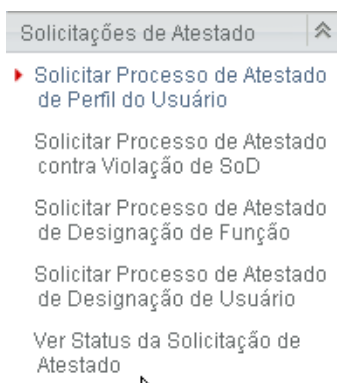 Solicitações de Atestado
Solicitar Processo de Atestado
de Perfil do Usuário
Solicitar Processo de Atestado
contra Violação de SoD
Solicitar Processo de Atestado
de Designação de Função
Solicitar Processo de Atestado
de Designação de Usuário
Ver Status da Solicitação de
Atestado